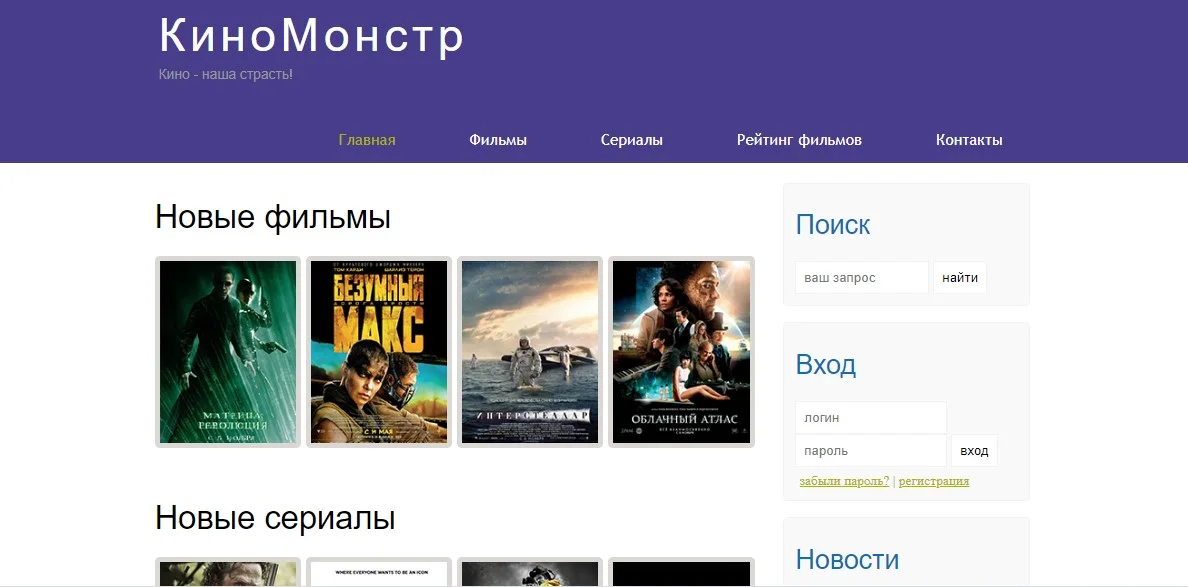 КиноМонстр
Кино - наша страсть!
Главная
Фильмы
Сериалы
Рейтинг фильмов
Контакты
Новые фильмы
МАТРИЦА:
РЕВОЛЮЦИЯ
ТОМ ХАРДИ
ШАРЛИЗ ТЕРОН
БЕЗУМНЫЙ
ДОРОГА ЯРОСТИ
МАКС
С 14 МАЯ
ИНТЕРСТЕЛЛАР
ОБЛАЧНЫЙ АТЛАС
Новые сериалы
WHERE EVERYONE WANTS TO BE AN ICON
Поиск
ваш запрос
найти
Вход
логин
пароль
вход
забыли пароль? | регистрация
Новости